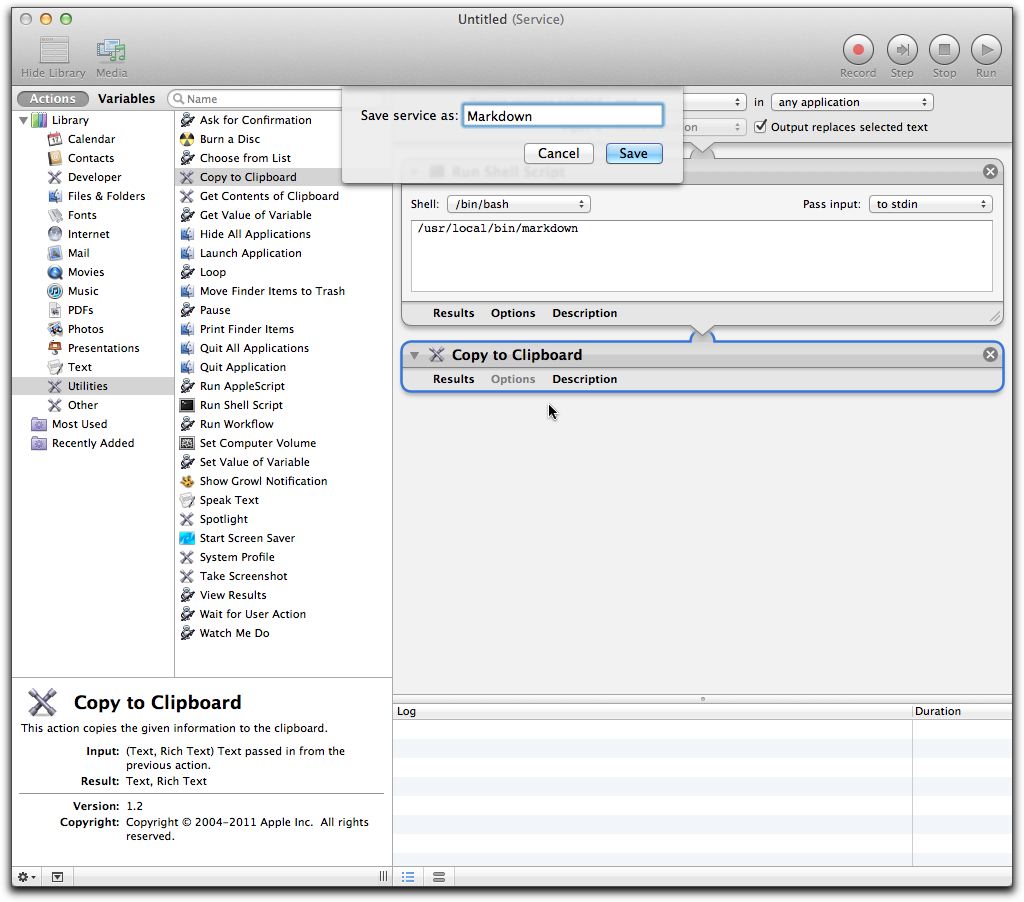 Untitled (Service)
Hide Library
Media
Record
Step
Stop
Run
Actions
Variables
Name
Save service as: Markdown
Cancel
Save
in any application
on
Output replaces selected text
Library
Calendar
Contacts
Developer
Files & Folders
Fonts
Internet
Mail
Movies
Music
PDFs
Photos
Presentations
Text
Utilities
Other
Most Used
Recently Added
Ask for Confirmation
Burn a Disc
Choose from List
Copy to Clipboard
Get Contents of Clipboard
Get Value of Variable
Hide All Applications
Launch Application
Loop
Move Finder Items to Trash
Pause
Print Finder Items
Quit All Applications
Quit Application
Run AppleScript
Run Shell Script
Run Workflow
Set Computer Volume
Set Value of Variable
Show Growl Notification
Speak Text
Spotlight
Start Screen Saver
System Profile
Take Screenshot
View Results
Wait for User Action
Watch Me Do
Run Shell Script
Shell: /bin/bash
Pass input: to stdin
/usr/local/bin/markdown
Results Options Description
Copy to Clipboard
Results Options Description
Copy to Clipboard
This action copies the given information to the clipboard.
Input: (Text, Rich Text) Text passed in from the
previous action.
Result: Text, Rich Text
Version: 1.2
Copyright: Copyright © 2004-2011 Apple Inc. All rights
reserved.
Log
Duration